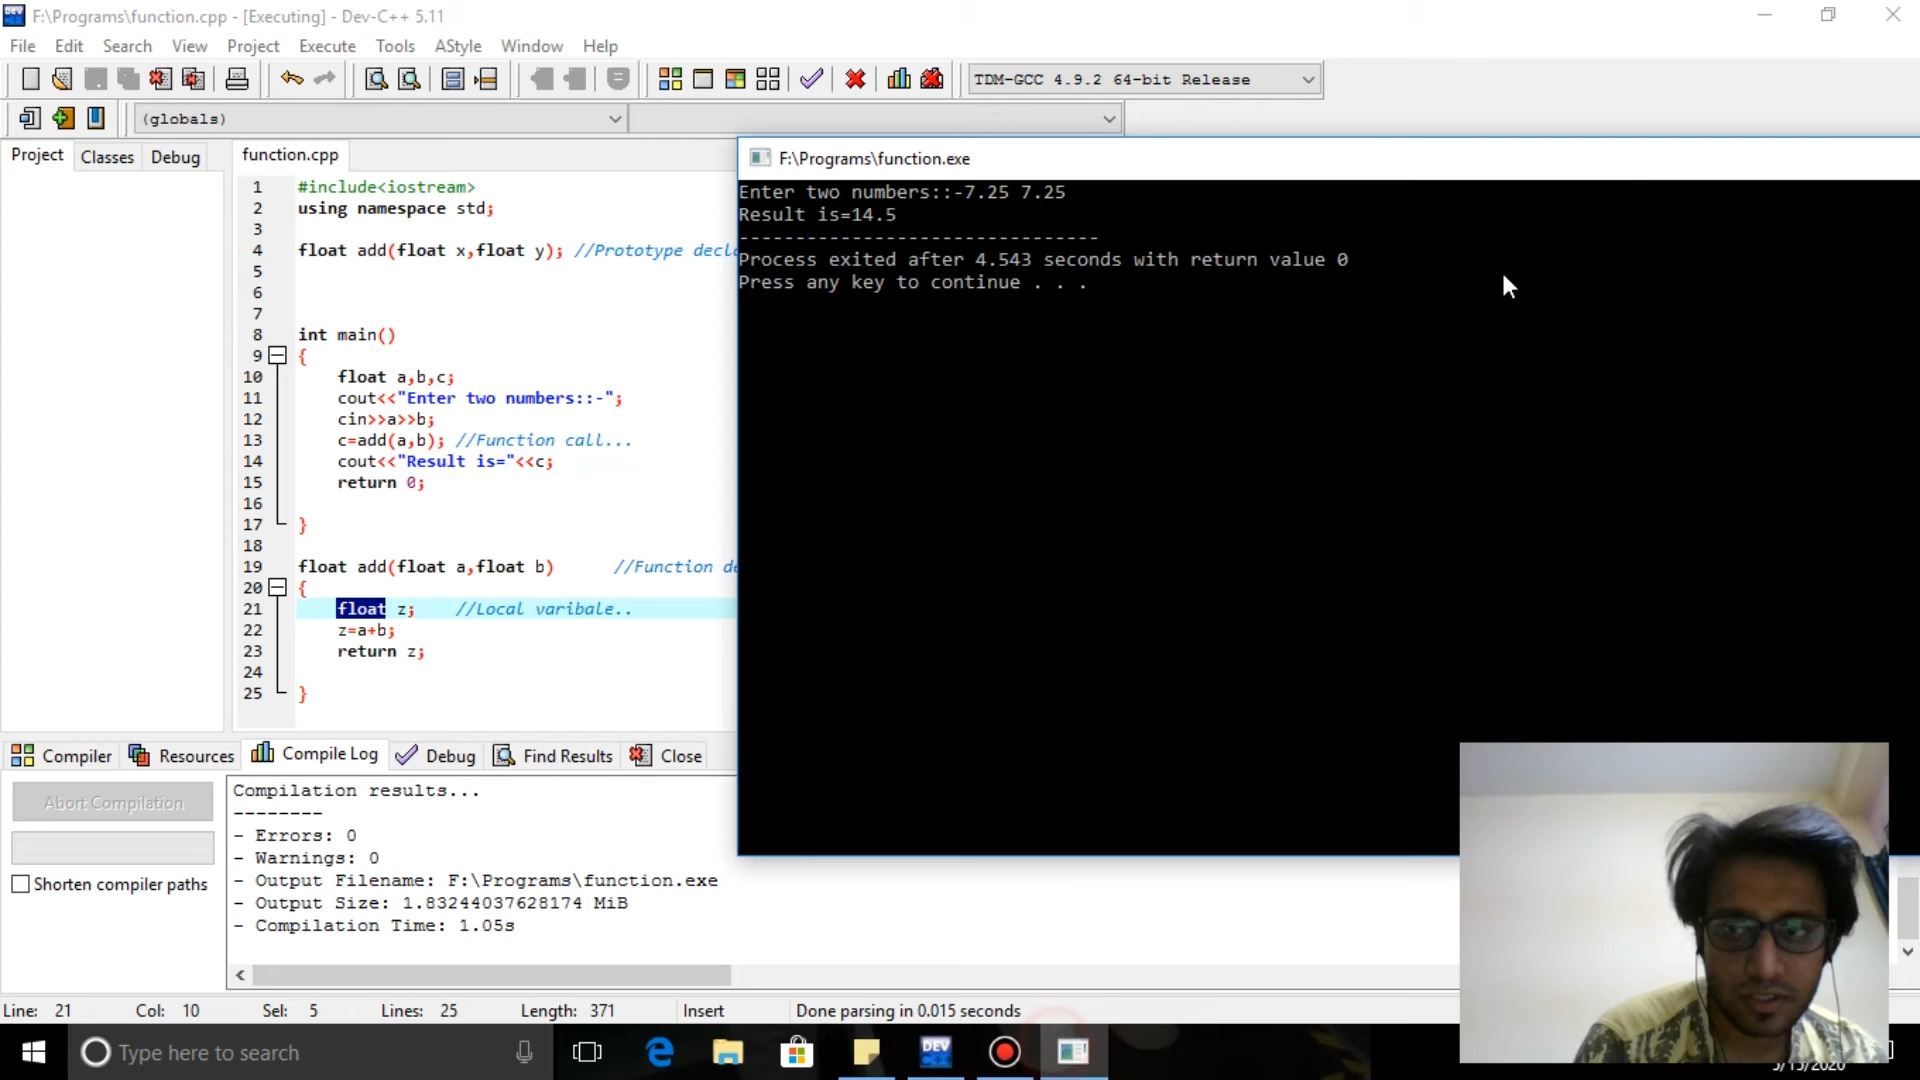 F:\Programs\function.cpp - [Executing] - Dev-C++ 5.11
File Edit Search View Project Execute Tools AStyle Window Help
TDM-GCC 4.9.2 64-bit Release
(globals)
Project Classes Debug
function.cpp
1 #include<iostream>
2 using namespace std;
3
4 float add(float x,float y); //Prototype
5
6
7
8 int main()
9 {
10 float a,b,c;
11 cout<<"Enter two numbers::-";
12 cin>>a>>b;
13 c=add(a,b); //Function call...
14 cout<<"Result is="<<c;
15 return 0;
16
17 }
18
19 float add(float a,float b) //Function
20 {
21 float z; //Local varibale..
22 z=a+b;
23 return z;
24
25 }
F:\Programs\function.exe
Enter two numbers::-7.25 7.25
Result is=14.5
--------------------------------
Process exited after 4.543 seconds with return value 0
Press any key to continue . . .
Compiler Resources Compile Log Debug Find Results Close
Abort Compilation
Shorten compiler paths
Compilation results...
--------
- Errors: 0
- Warnings: 0
- Output Filename: F:\Programs\function.exe
- Output Size: 1.83244037628174 MiB
- Compilation Time: 1.05s
Line: 21 Col: 10 Sel: 5 Lines: 25 Length: 371 Insert Done parsing in 0.015 seconds
Type here to search
DEV C++